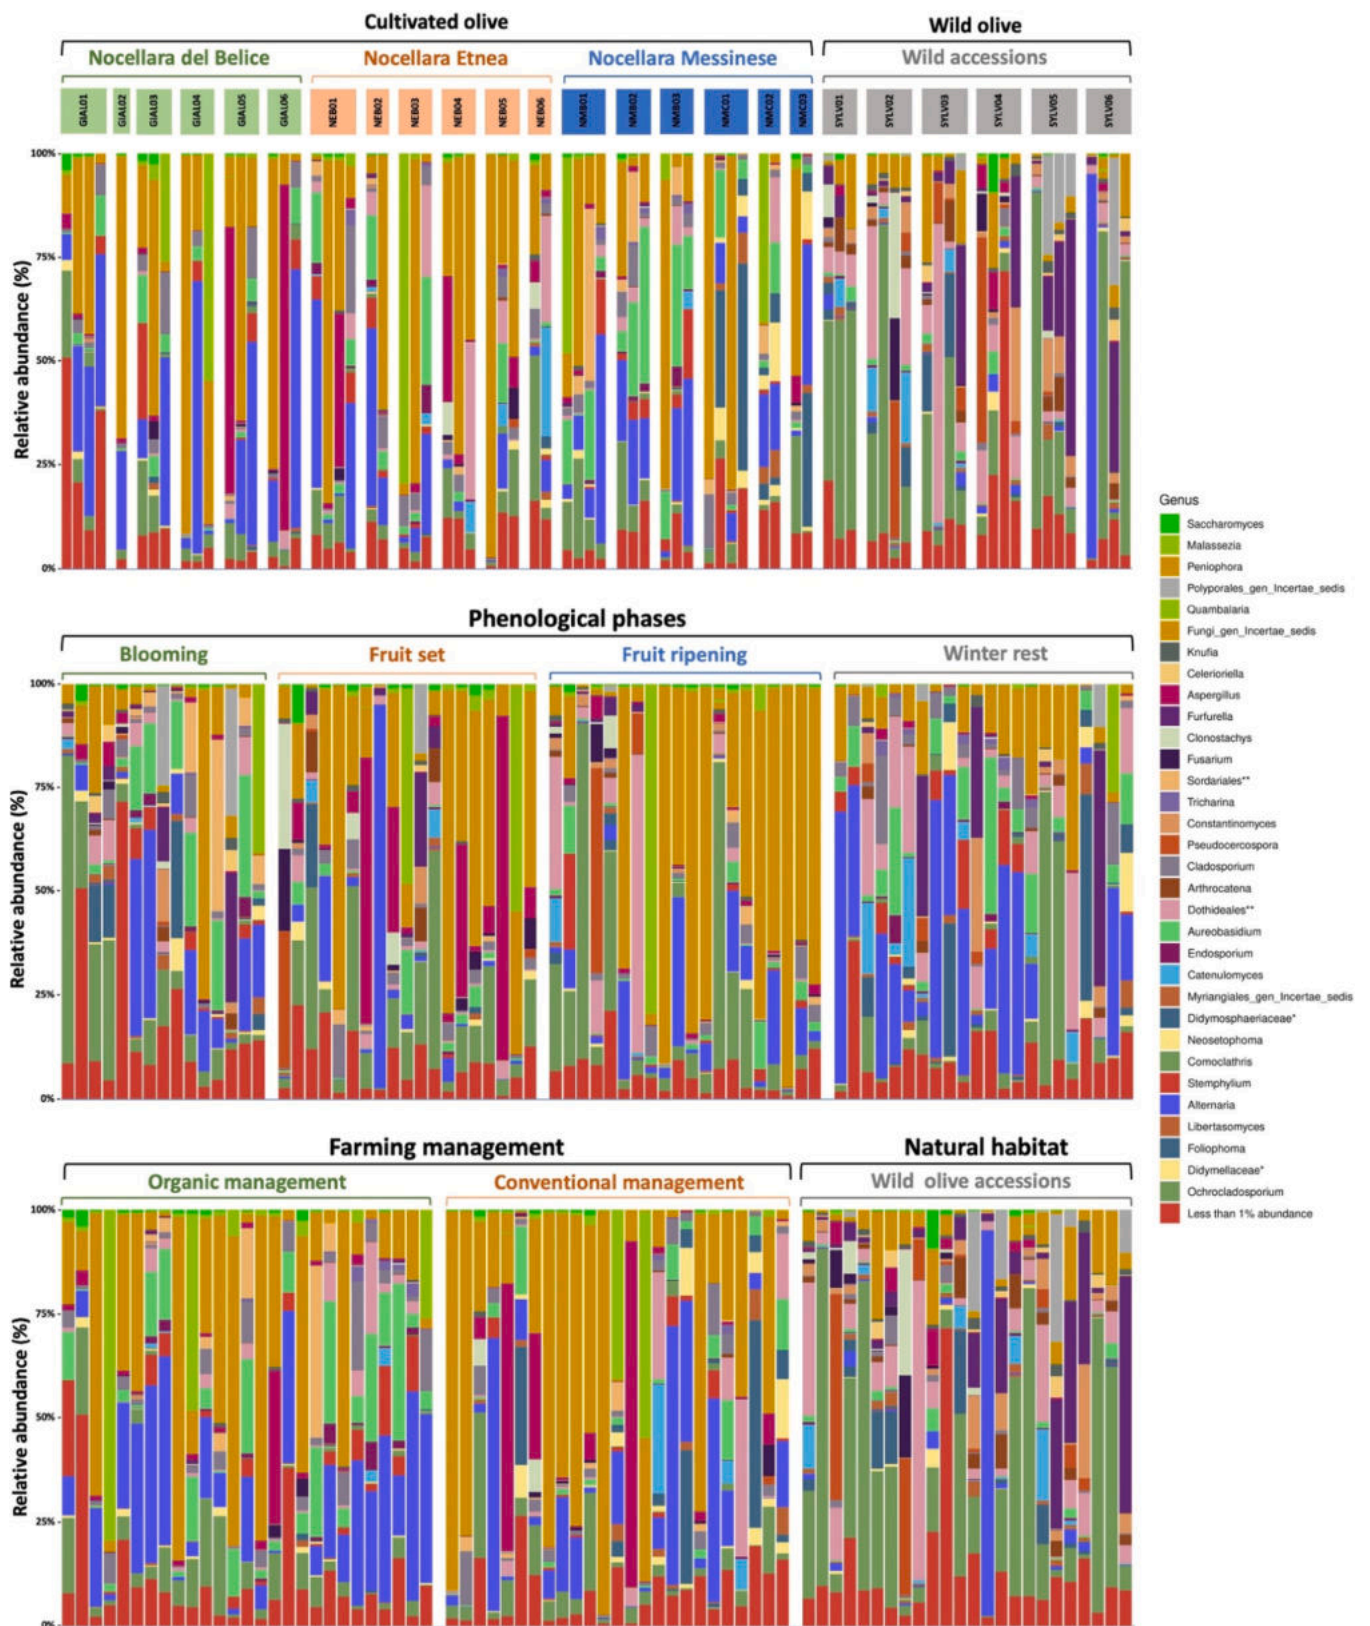 Cultivated olive
Wild olive
Nocellara del Belice
Nocellara Etnea
Nocellara Messinese
Wild accessions
GIAL01
GIAL02
GIAL03
GIAL04
GIAL05
GIAL06
NEB01
NEB02
NEB03
NEB04
NEB05
NEB06
NMB01
NMB02
NMB03
NMC01
NMC02
NMC03
SYLV01
SYLV02
SYLV03
SYLV04
SYLV05
SYLV06
Relative abundance (%)
100%
75%
50%
25%
0%
Phenological phases
Blooming
Fruit set
Fruit ripening
Winter rest
Relative abundance (%)
100%
75%
50%
25%
0%
Farming management
Natural habitat
Organic management
Conventional management
Wild olive accessions
Relative abundance (%)
100%
75%
50%
25%
0%
Genus
Saccharomyces
Malassezia
Peniophora
Polyporales_gen_Incertae_sedis
Quambalaria
Fungi_gen_Incertae_sedis
Knufia
Celerioriella
Aspergillus
Furfurella
Clonostachys
Fusarium
Sordariales**
Tricharina
Constantinomyces
Pseudocercospora
Cladosporium
Arthrocatena
Dothideales**
Aureobasidium
Endosporium
Catenulomyces
Myriangiales_gen_Incertae_sedis
Didymosphaeriaceae*
Neosetophoma
Comoclathris
Stemphylium
Alternaria
Libertasomyces
Foliophoma
Didymellaceae*
Ochrocladosporium
Less than 1% abundance